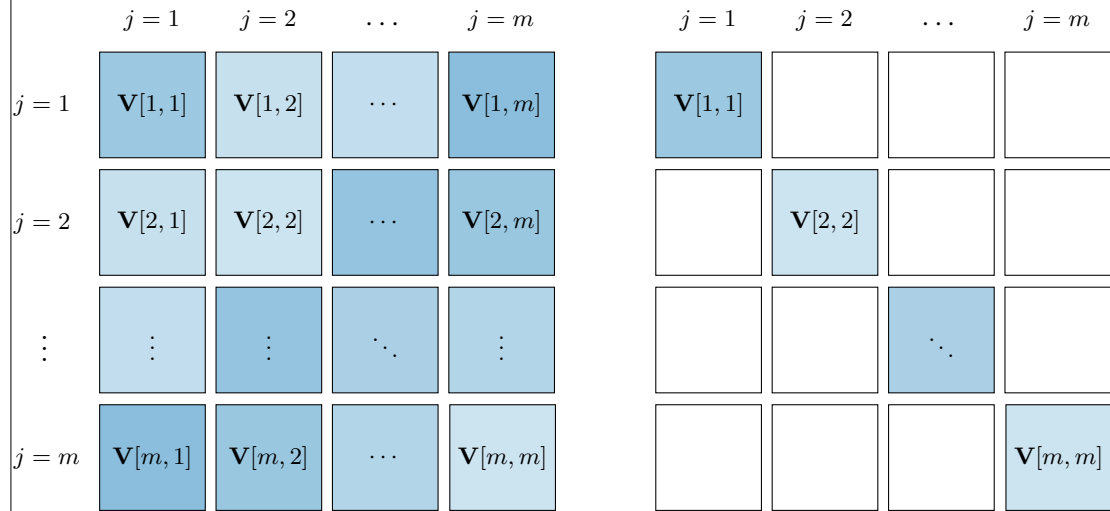 j = 1 j = 2 ... j = m j = 1 j = 2 ... j = m
j = 1 V[1, 1] V[1, 2] ⋯ V[1, m] V[1, 1]
j = 2 V[2, 1] V[2, 2] ⋯ V[2, m] V[2, 2]
⋮ ⋮ ⋮ ⋱ ⋮ ⋱
j = m V[m, 1] V[m, 2] ⋯ V[m, m] V[m, m]